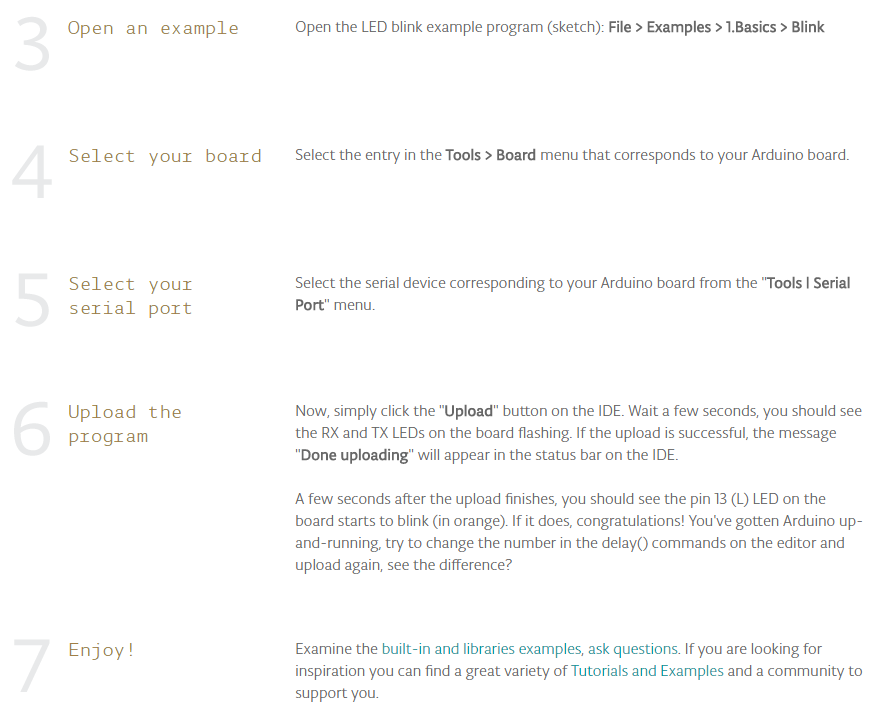 3
Open an example
Open the LED blink example program (sketch): File > Examples > 1.Basics > Blink
4
Select your board
Select the entry in the Tools > Board menu that corresponds to your Arduino board.
5
Select your
serial port
Select the serial device corresponding to your Arduino board from the "Tools | Serial
Port" menu.
6
Upload the
program
Now, simply click the "Upload" button on the IDE. Wait a few seconds, you should see
the RX and TX LEDs on the board flashing. If the upload is successful, the message
"Done uploading" will appear in the status bar on the IDE.
A few seconds after the upload finishes, you should see the pin 13 (L) LED on the
board starts to blink (in orange). If it does, congratulations! You've gotten Arduino up-
and-running, try to change the number in the delay() commands on the editor and
upload again, see the difference?
7
Enjoy!
Examine the built-in and libraries examples, ask questions. If you are looking for
inspiration you can find a great variety of Tutorials and Examples and a community to
support you.